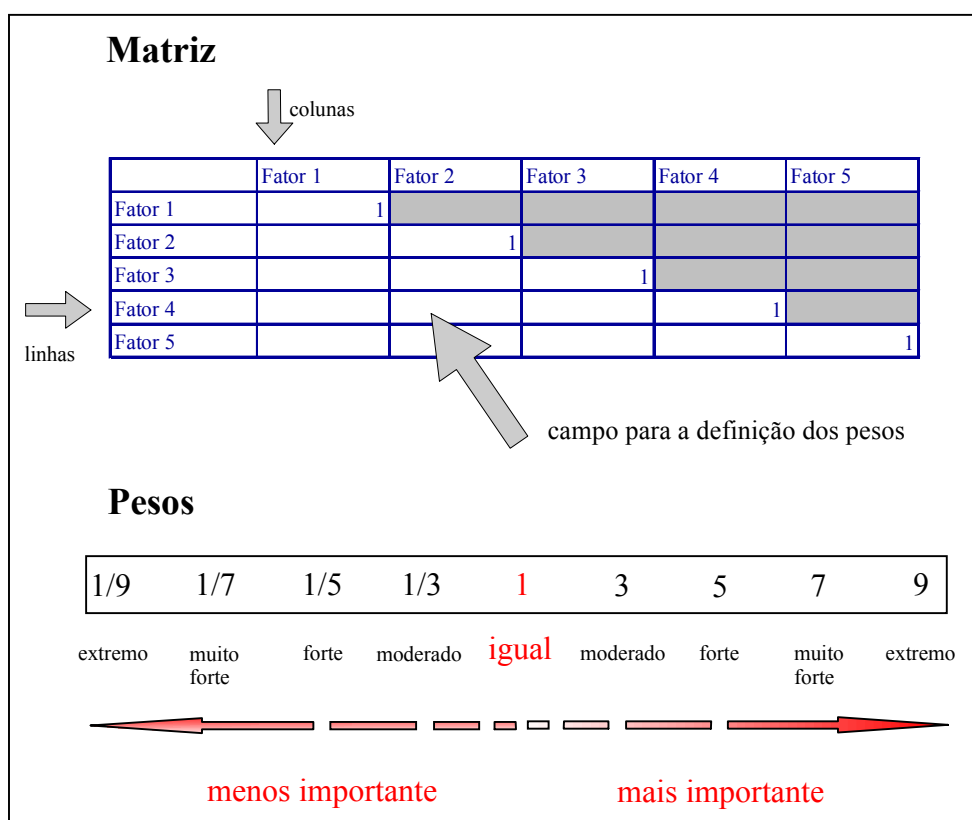 Matriz
colunas
Fator 1 Fator 2 Fator 3 Fator 4 Fator 5
Fator 1 1
Fator 2 1
Fator 3 1
Fator 4 1
Fator 5 1
linhas
campo para a definição dos pesos
Pesos
1/9 1/7 1/5 1/3 1 3 5 7 9
extremo muito forte moderado igual moderado forte muito extremo
forte forte
menos importante mais importante